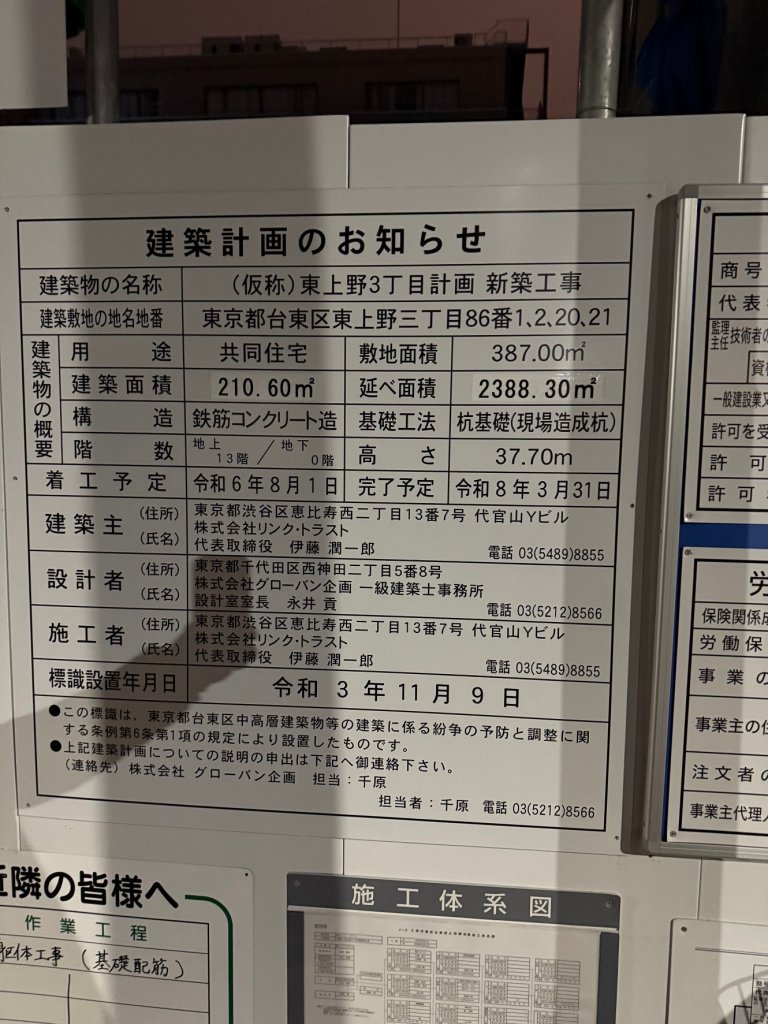 建築計画のお知らせ
建築物の名称 (仮称)東上野3丁目計画 新築工事
建築敷地の地名地番 東京都台東区東上野三丁目86番1、2、20、21
建築物の概要
用途 共同住宅 敷地面積 387.00㎡
建築面積 210.60㎡ 延べ面積 2388.30㎡
構造 鉄筋コンクリート造 基礎工法 杭基礎(現場造成杭)
階数 地上 13階 / 地下 0階 高さ 37.70m
着工予定 令和6年8月1日 完了予定 令和8年3月31日
建築主 (住所) 東京都渋谷区恵比寿西二丁目13番7号 代官山Yビル
(氏名) 株式会社リンク・トラスト
代表取締役 伊藤 潤一郎 電話 03(5489)8855
設計者 (住所) 東京都千代田区西神田二丁目5番8号
(氏名) 株式会社グローバン企画 一級建築士事務所
設計室室長 永井 貢 電話 03(5212)8566
施工者 (住所) 東京都渋谷区恵比寿西二丁目13番7号 代官山Yビル
(氏名) 株式会社リンク・トラスト
代表取締役 伊藤 潤一郎 電話 03(5489)8855
標識設置年月日 令和 3 年 11 月 9 日
●この標識は、東京都台東区中高層建築物等の建築に係る紛争の予防と調整に関
する条例第6条第1項の規定により設置したものです。
●上記建築計画についての説明の申出は下記へ御連絡下さい。
(連絡先) 株式会社 グローバン企画 担当:千原
担当者:千原 電話 03(5212)8566
商号
代表
監理
主任
技術者の
資格
一般建設業又
許可を受
許可
許可
労
保険関係成
労働保
事業の
事業主の住
注文者の
事業主代理人
近隣の皆様へ
作業工程
躯体工事 (基礎配筋)
施工体系図